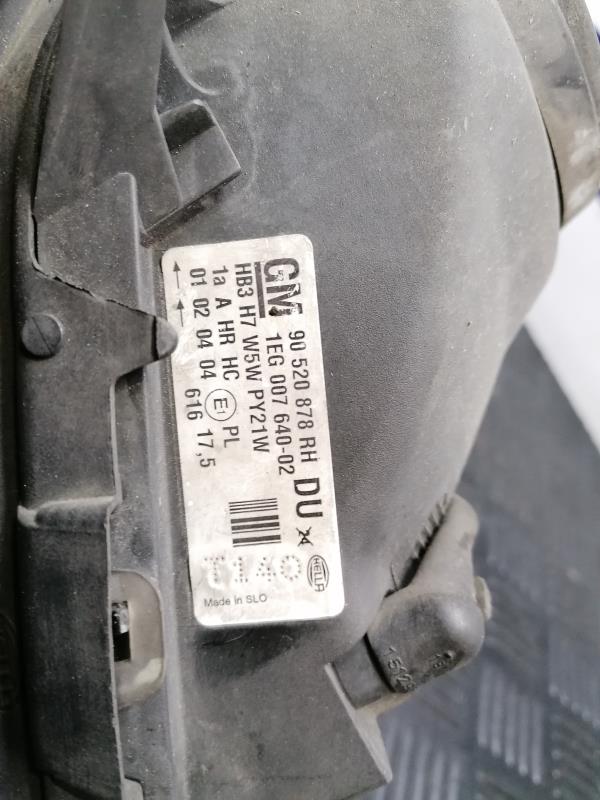 GM 90 520 878 RH
1EG 007 640-02 DU
HB3 H7 W5W PY21W
1a A HR HC E1 PL
01 02 04 04 616 17,5
T140 HELLA
Made in SLO